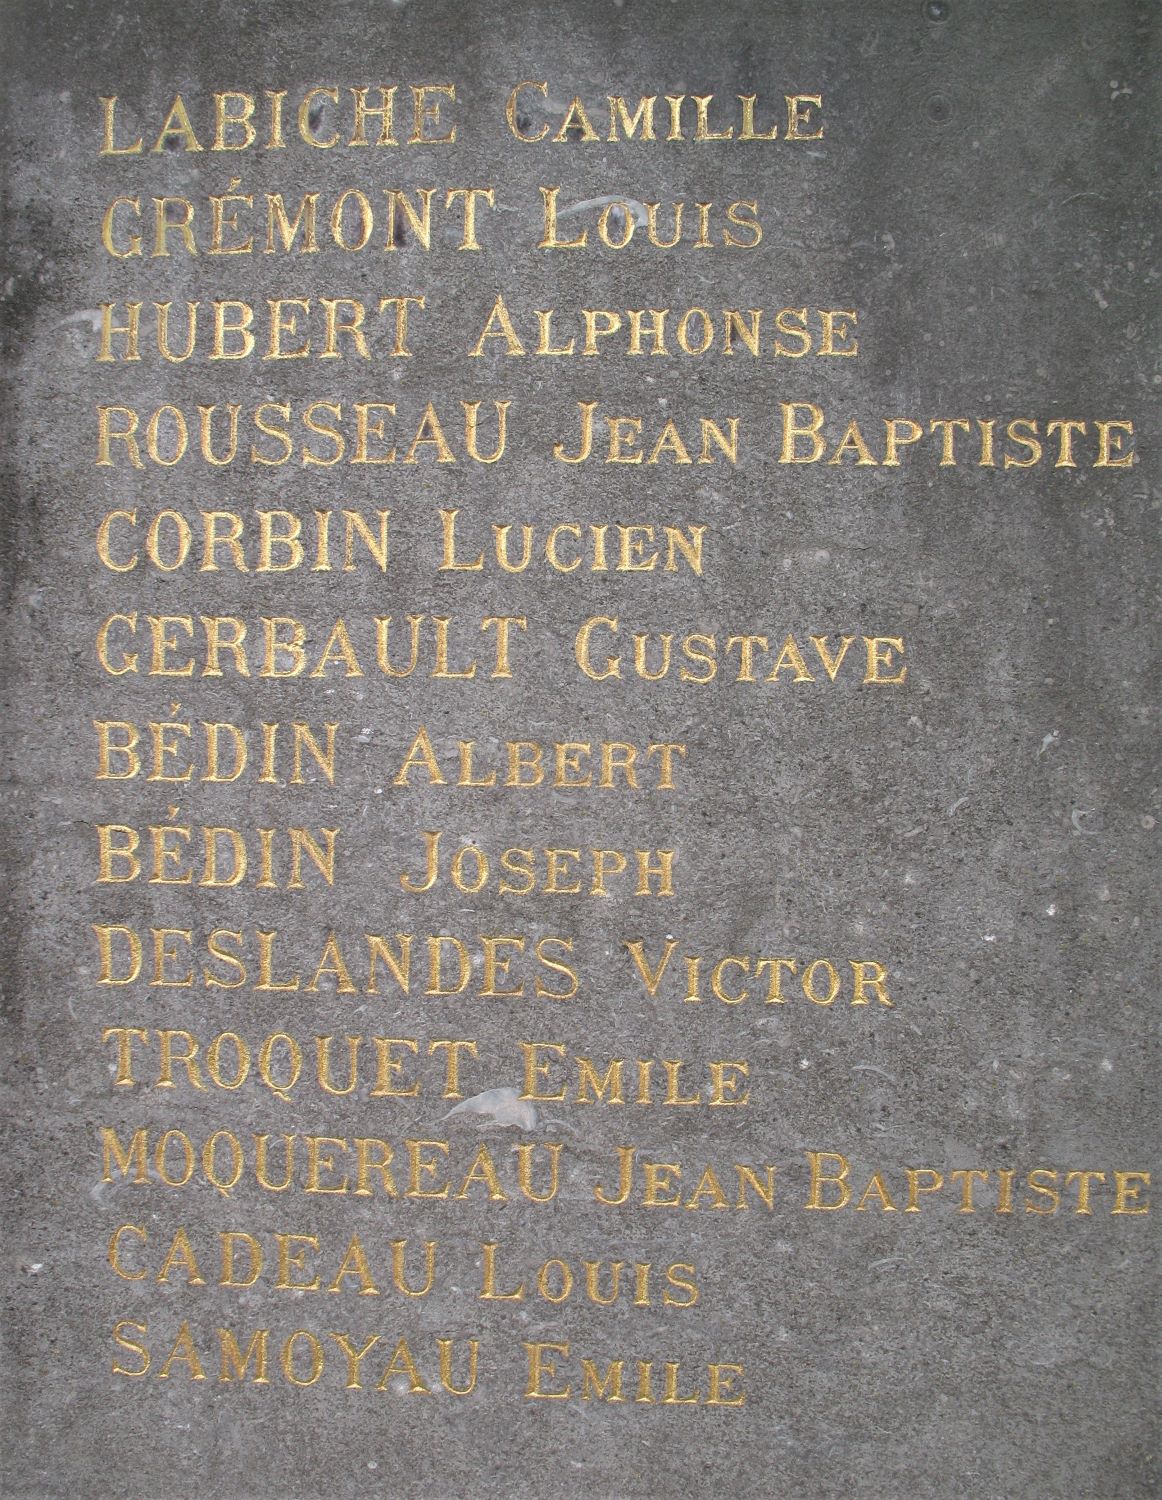 LABICHE CAMILLE
GRÉMONT LOUIS
HUBERT ALPHONSE
ROUSSEAU JEAN BAPTISTE
CORBIN LUCIEN
GERBAULT GUSTAVE
BÉDIN ALBERT
BÉDIN JOSEPH
DESLANDES VICTOR
TROQUET EMILE
MOQUEREAU JEAN BAPTISTE
CADEAU LOUIS
SAMOYAU EMILE